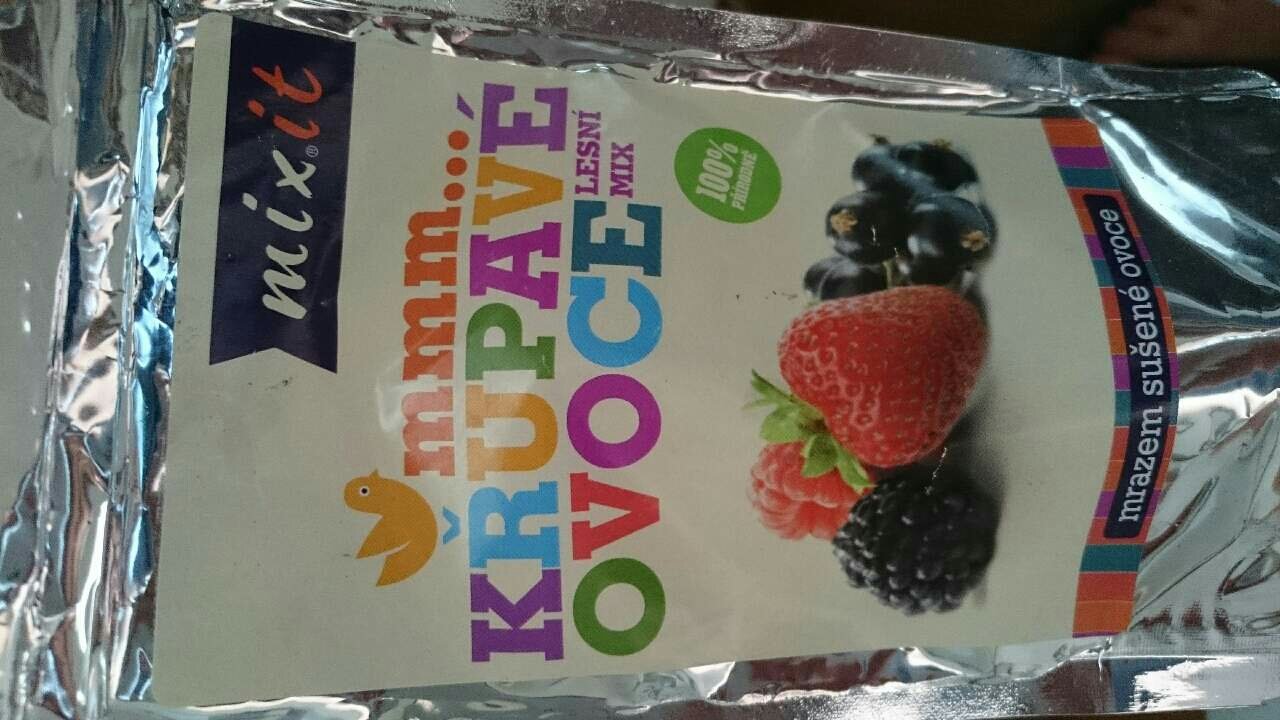 mixit®
mmm...
KŘUPAVÉ
OVOCE LESNÍ
MIX
100%
PŘÍRODNÍ
mrazem sušené ovoce